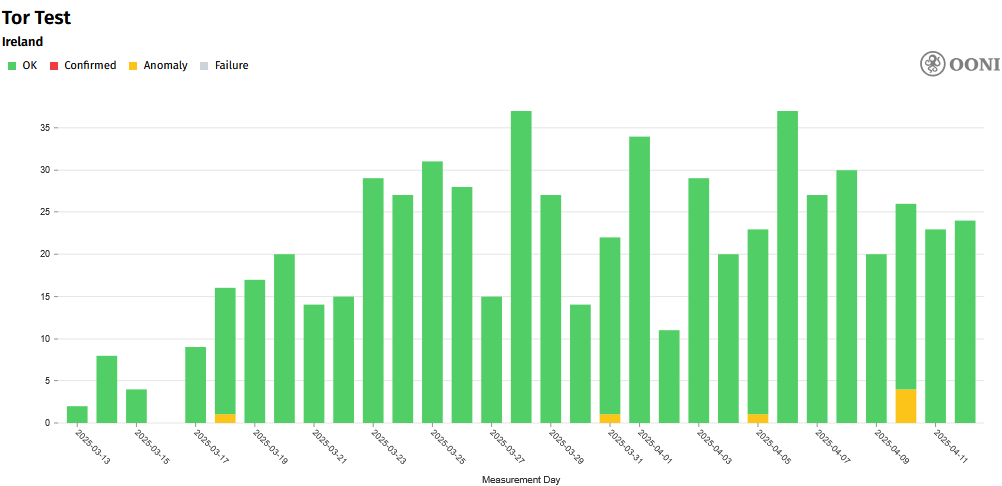 Tor Test
Ireland
OK Confirmed Anomaly Failure
OONI
35
30
25
20
15
10
5
0
2025-03-13 2025-03-15 2025-03-17 2025-03-19 2025-03-21 2025-03-23 2025-03-25 2025-03-27 2025-03-29 2025-03-31 2025-04-01 2025-04-03 2025-04-05 2025-04-07 2025-04-09 2025-04-11
Measurement Day